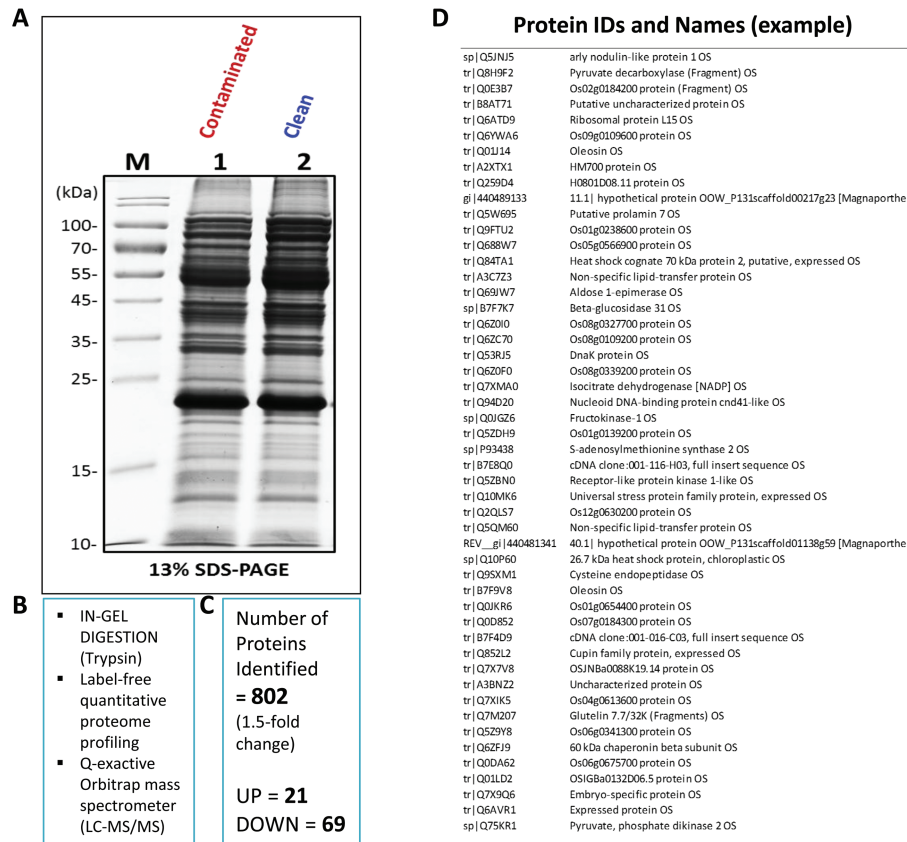 A
Contaminated
Clean
M 1 2
(kDa)
100-
70-
55-
45-
35-
25-
15-
10-
13% SDS-PAGE
B
▪ IN-GEL
DIGESTION
(Trypsin)
▪ Label-free
quantitative
proteome
profiling
▪ Q-exactive
Orbitrap mass
spectrometer
(LC-MS/MS)
C
Number of
Proteins
Identified
= 802
(1.5-fold
change)
UP = 21
DOWN = 69
D
Protein IDs and Names (example)
sp|Q5JNJ5 arly nodulin-like protein 1 OS
tr|Q8H9F2 Pyruvate decarboxylase (Fragment) OS
tr|Q0E3B7 Os02g0184200 protein (Fragment) OS
tr|B8AT71 Putative uncharacterized protein OS
tr|Q6ATD9 Ribosomal protein L15 OS
tr|Q6YWA6 Os09g0109600 protein OS
tr|Q01J14 Oleosin OS
tr|A2XTX1 HM700 protein OS
tr|Q259D4 H0801D08.11 protein OS
gi|440489133 11.1| hypothetical protein OOW_P131scaffold00217g23 [Magnaporthe
tr|Q5W695 Putative prolamin 7 OS
tr|Q9FTU2 Os01g0238600 protein OS
tr|Q688W7 Os05g0566900 protein OS
tr|Q84TA1 Heat shock cognate 70 kDa protein 2, putative, expressed OS
tr|A3C7Z3 Non-specific lipid-transfer protein OS
tr|Q69JW7 Aldose 1-epimerase OS
sp|B7F7K7 Beta-glucosidase 31 OS
tr|Q6Z0I0 Os08g0327700 protein OS
tr|Q6ZC70 Os08g0109200 protein OS
tr|Q53RJ5 DnaK protein OS
tr|Q6Z0F0 Os08g0339200 protein OS
tr|Q7XMA0 Isocitrate dehydrogenase [NADP] OS
tr|Q94D20 Nucleoid DNA-binding protein cnd41-like OS
sp|Q0JGZ6 Fructokinase-1 OS
tr|Q5ZDH9 Os01g0139200 protein OS
sp|P93438 S-adenosylmethionine synthase 2 OS
tr|B7E8Q0 cDNA clone:001-116-H03, full insert sequence OS
tr|Q5ZBN0 Receptor-like protein kinase 1-like OS
tr|Q10MK6 Universal stress protein family protein, expressed OS
tr|Q2QLS7 Os12g0630200 protein OS
tr|Q5QM60 Non-specific lipid-transfer protein OS
REV__gi|440481341 40.1| hypothetical protein OOW_P131scaffold01138g59 [Magnaporthe
sp|Q10P60 26.7 kDa heat shock protein, chloroplastic OS
tr|Q9SXM1 Cysteine endopeptidase OS
tr|B7F9V8 Oleosin OS
tr|Q0JKR6 Os01g0654400 protein OS
tr|Q0D852 Os07g0184300 protein OS
tr|B7F4D9 cDNA clone:001-016-C03, full insert sequence OS
tr|Q852L2 Cupin family protein, expressed OS
tr|Q7X7V8 OSJNBa0088K19.14 protein OS
tr|A3BNZ2 Uncharacterized protein OS
tr|Q7XIK5 Os04g0613600 protein OS
tr|Q7M207 Glutelin 7.7/32K (Fragments) OS
tr|Q5Z9Y8 Os06g0341300 protein OS
tr|Q6ZFJ9 60 kDa chaperonin beta subunit OS
tr|Q0DA62 Os06g0675700 protein OS
tr|Q01LD2 OSIGBa0132D06.5 protein OS
tr|Q7X9Q6 Embryo-specific protein OS
tr|Q6AVR1 Expressed protein OS
sp|Q75KR1 Pyruvate, phosphate dikinase 2 OS